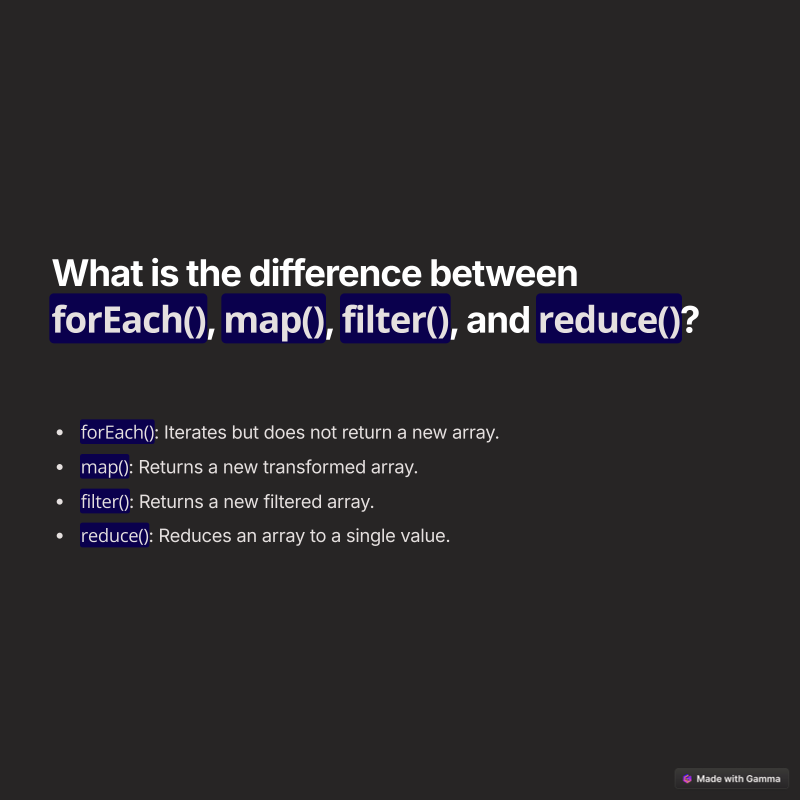 What is the difference between
forEach(), map(), filter(), and reduce()?
• forEach(): Iterates but does not return a new array.
• map(): Returns a new transformed array.
• filter(): Returns a new filtered array.
• reduce(): Reduces an array to a single value.
Made with Gamma